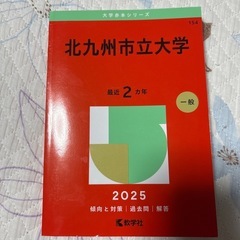 大学赤本シリーズ
北九州市立大学
最近2カ年
一般
2025
傾向と対策｜過去問｜解答
教学社